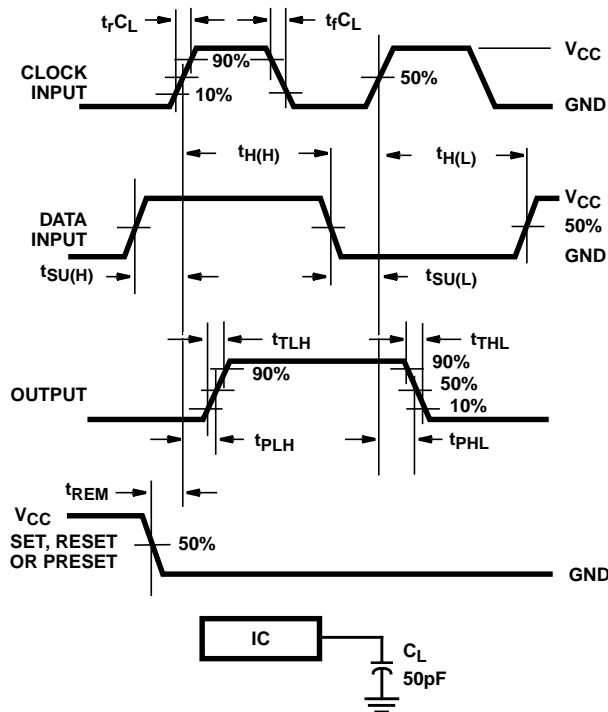 trCL
tfCL
VCC
90%
CLOCK
INPUT
50%
10%
GND
tH(H)
tH(L)
VCC
DATA
INPUT
50%
GND
tSU(H)
tSU(L)
tTLH
tTHL
90%
90%
50%
OUTPUT
10%
tPLH
tPHL
tREM
VCC
SET, RESET
OR PRESET
50%
GND
IC
CL
50pF